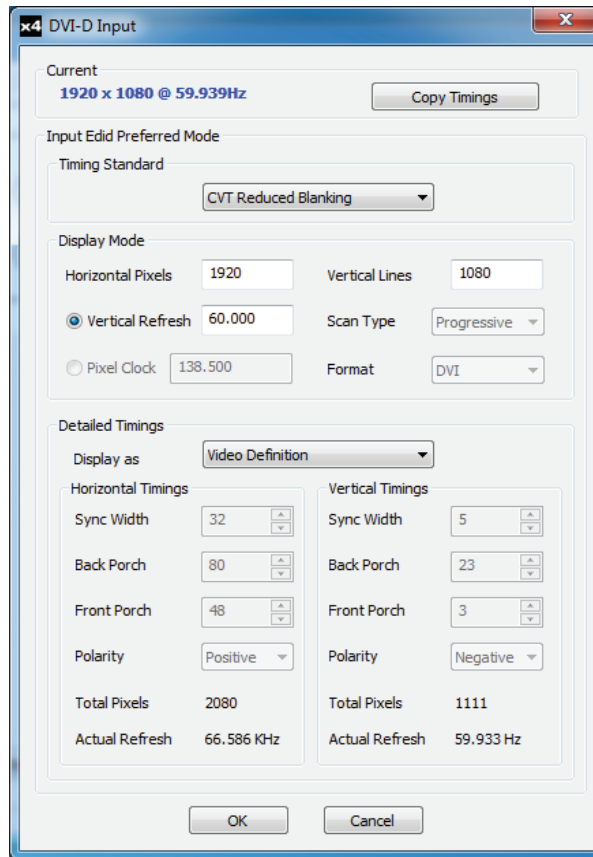 x4 DVI-D Input
x
Current
1920 x 1080 @ 59.939Hz
Copy Timings
Input Edid Preferred Mode
Timing Standard
CVT Reduced Blanking
Display Mode
Horizontal Pixels 1920 Vertical Lines 1080
Vertical Refresh 60.000 Scan Type Progressive
Pixel Clock 138.500 Format DVI
Detailed Timings
Display as Video Definition
Horizontal Timings
Sync Width 32
Back Porch 80
Front Porch 48
Polarity Positive
Total Pixels 2080
Actual Refresh 66.586 KHz
Vertical Timings
Sync Width 5
Back Porch 23
Front Porch 3
Polarity Negative
Total Pixels 1111
Actual Refresh 59.933 Hz
OK Cancel